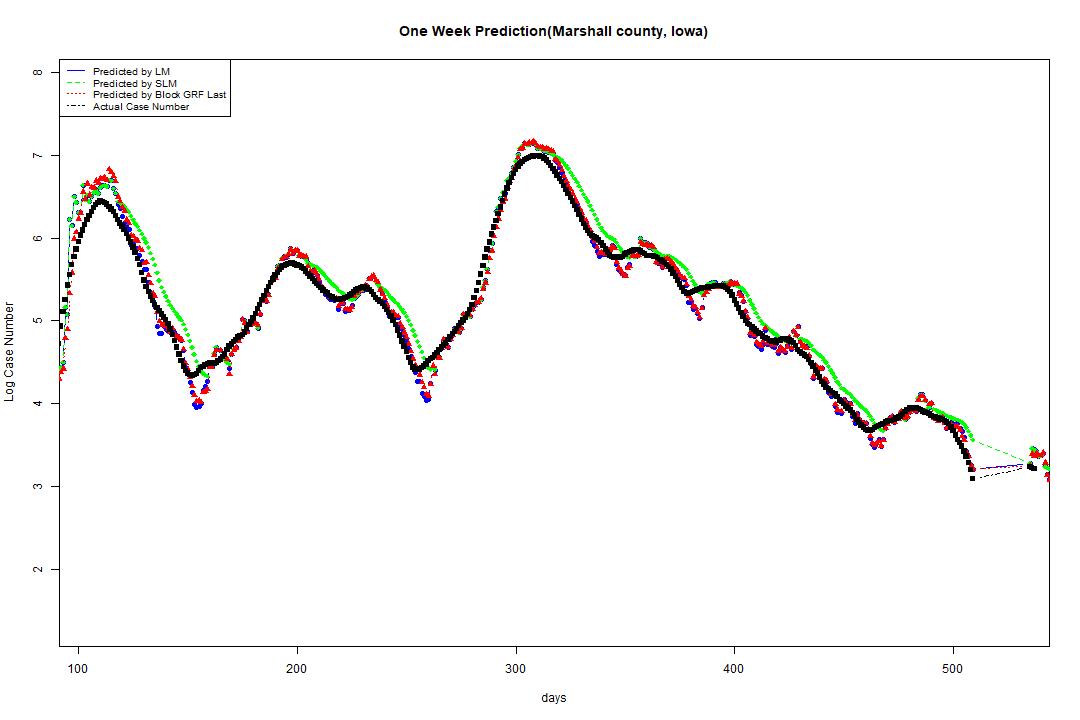 One Week Prediction(Marshall county, Iowa)
Predicted by LM
Predicted by SLM
Predicted by Block GRF Last
Actual Case Number
8
7
6
5
4
3
2
Log Case Number
100 200 300 400 500
days